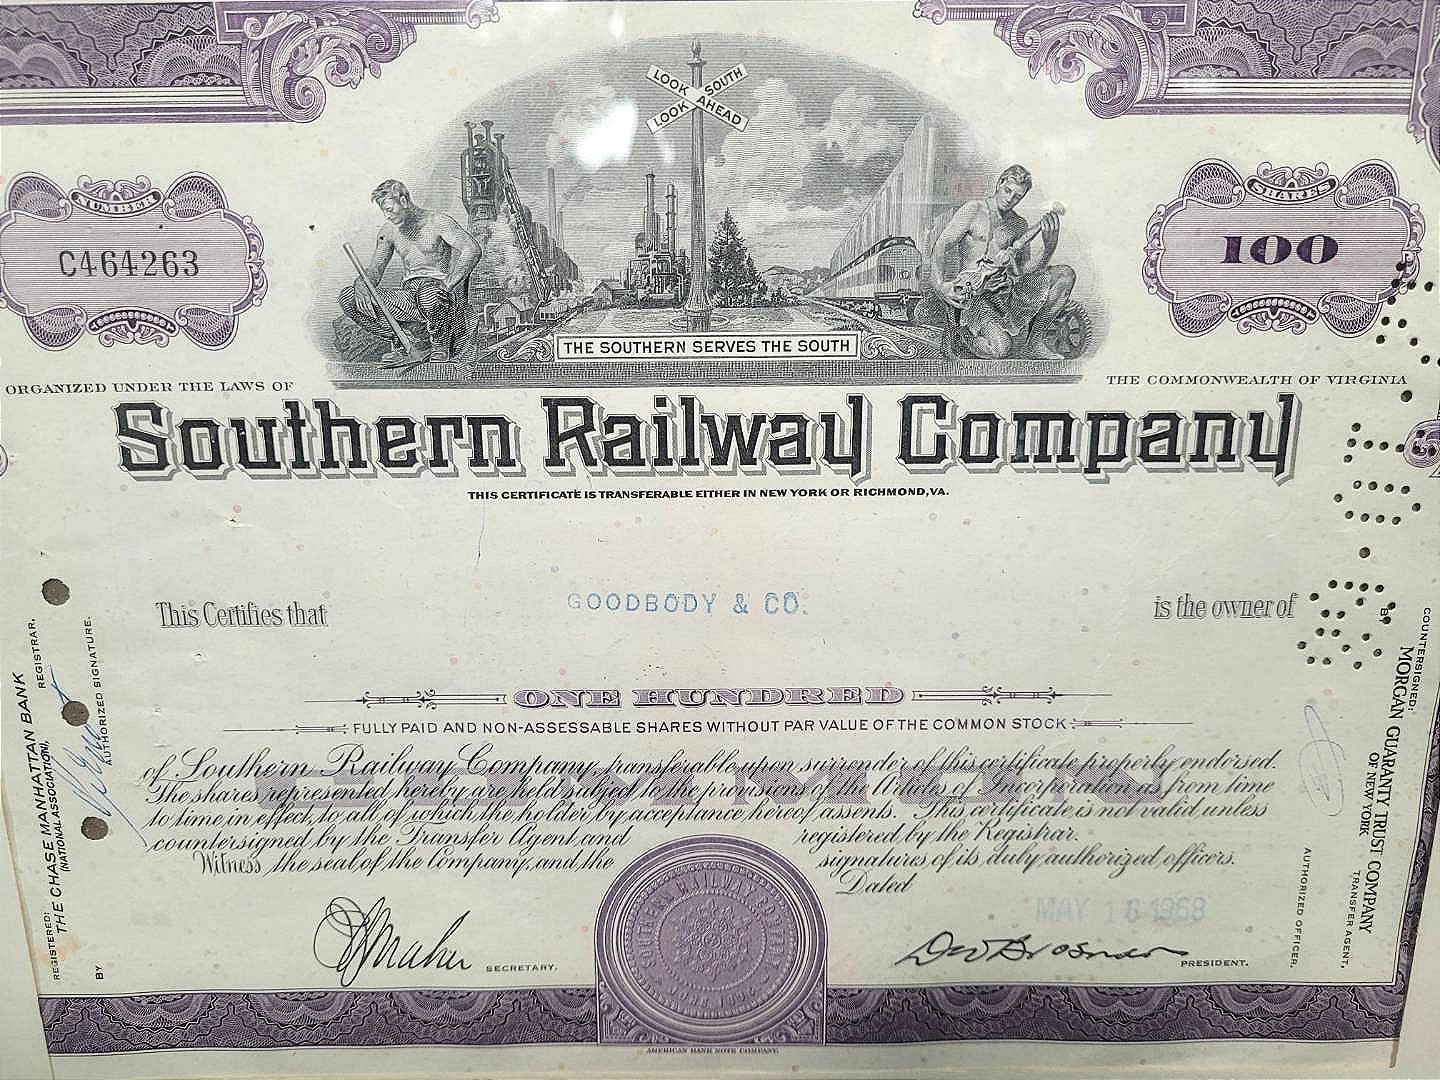 LOOK SOUTH
LOOK AHEAD
NUMBER
C464263
SHARES
100
THE SOUTHERN SERVES THE SOUTH
ORGANIZED UNDER THE LAWS OF
THE COMMONWEALTH OF VIRGINIA
Southern Railway Company
THIS CERTIFICATE IS TRANSFERABLE EITHER IN NEW YORK OR RICHMOND, VA.
This Certifies that
GOODBODY & CO.
is the owner of
ONE HUNDRED
FULLY PAID AND NON-ASSESSABLE SHARES WITHOUT PAR VALUE OF THE COMMON STOCK
COMMON
of Southern Railway Company, transferable upon surrender of this certificate properly endorsed.
The shares represented hereby are held subject to the provisions of the Articles of Incorporation as from time
to time in effect, to all of which the holder by acceptance hereof assents. This certificate is not valid unless
countersigned by the Transfer Agent and registered by the Registrar.
Witness the seal of the Company, and the signatures of its duly authorized officers.
Dated
MAY 16 1968
SECRETARY.
PRESIDENT.
SOUTHERN RAILWAY COMPANY
AMERICAN BANK NOTE COMPANY.
REGISTERED:
THE CHASE MANHATTAN BANK
(NATIONAL ASSOCIATION),
REGISTRAR,
BY
AUTHORIZED SIGNATURE.
COUNTERSIGNED:
MORGAN GUARANTY TRUST COMPANY
OF NEW YORK
TRANSFER AGENT,
BY
AUTHORIZED OFFICER.